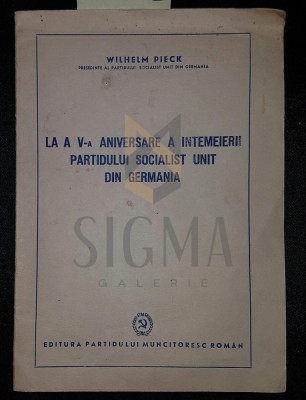 WILHELM PIECK
PREȘEDINTE AL PARTIDULUI SOCIALIST UNIT DIN GERMANIA
LA A V-A ANIVERSARE A INTEMEIERII
PARTIDULUI SOCIALIST UNIT
DIN GERMANIA
SIGMA
GALERIE
EDITURA PARTIDULUI MUNCITORESC ROMÂN